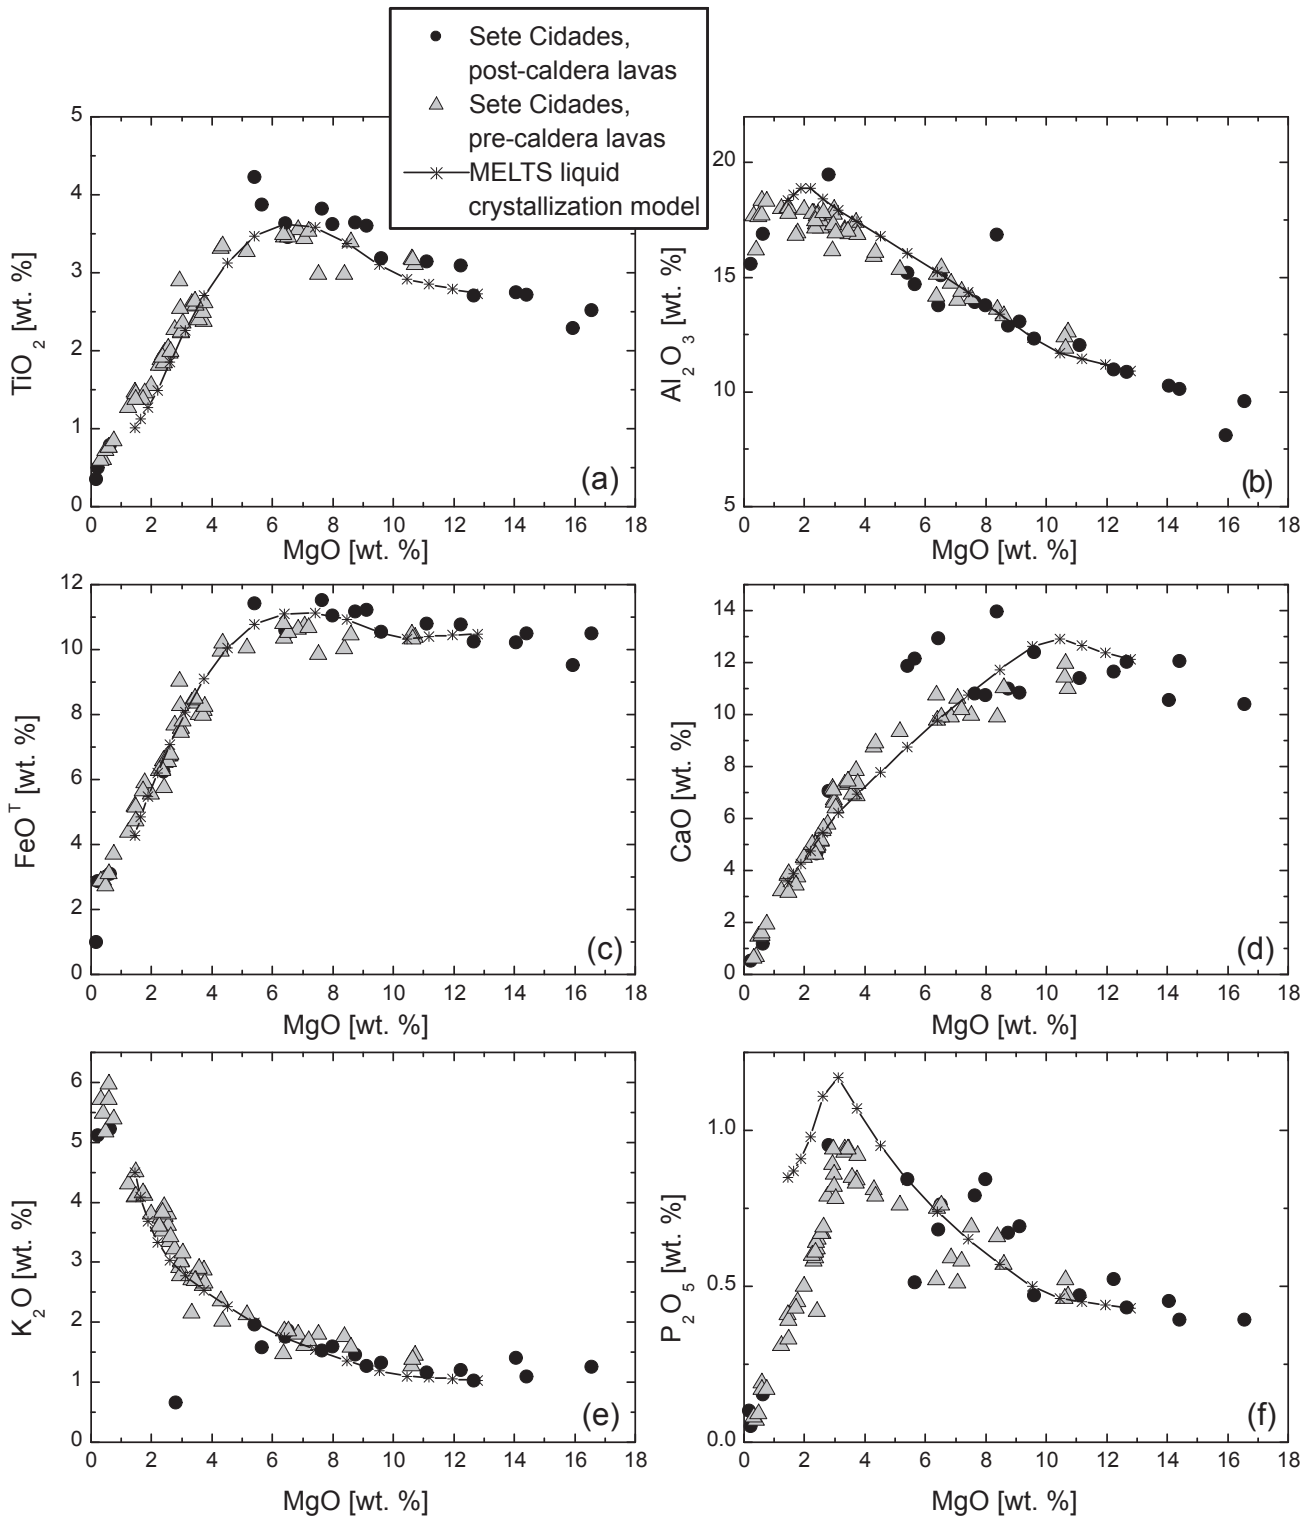 Sete Cidades,
post-caldera lavas
Sete Cidades,
pre-caldera lavas
MELTS liquid
crystallization model
5
4
3
2
1
0
TiO2 [wt. %]
(a)
0 2 4 6 8 10 12 14 16 18
MgO [wt. %]
20
15
10
5
Al2O3 [wt. %]
(b)
0 2 4 6 8 10 12 14 16 18
MgO [wt. %]
12
10
8
6
4
2
0
FeOT [wt. %]
(c)
0 2 4 6 8 10 12 14 16 18
MgO [wt. %]
14
12
10
8
6
4
2
0
CaO [wt. %]
(d)
0 2 4 6 8 10 12 14 16 18
MgO [wt. %]
6
5
4
3
2
1
0
K2O [wt. %]
(e)
0 2 4 6 8 10 12 14 16 18
MgO [wt. %]
1.0
0.5
0.0
P2O5 [wt. %]
(f)
0 2 4 6 8 10 12 14 16 18
MgO [wt. %]